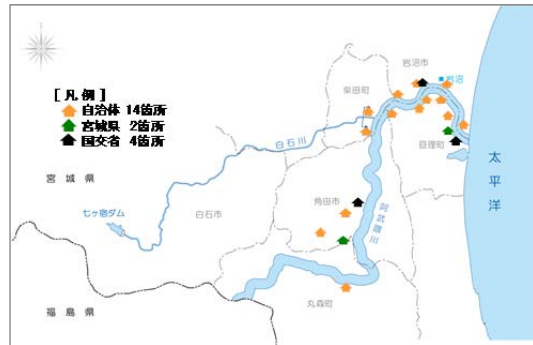 [ 凡 例 ]
自治体 14箇所
宮城県 2箇所
国交省 4箇所
岩沼市
岩沼
柴田町
亘理町
白石川
太平洋
宮城県
角田市
阿武隈川
七ヶ宿ダム
白石市
丸森町
福島県